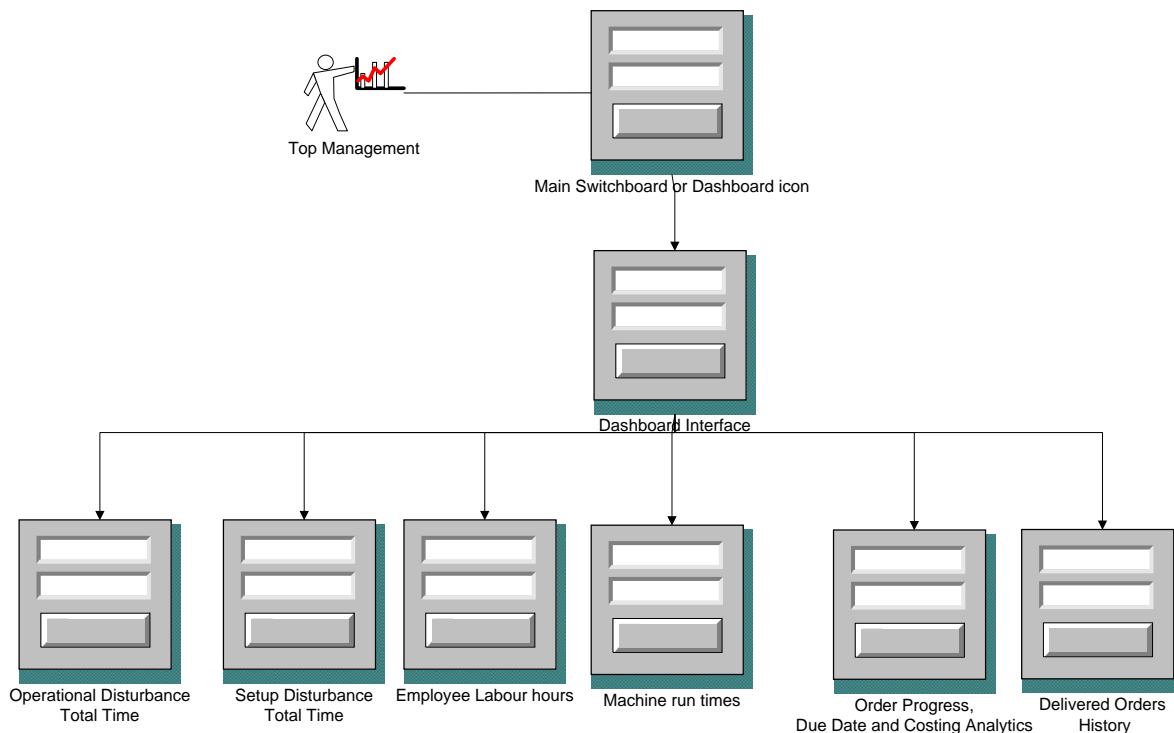 Top Management
Main Switchboard or Dashboard icon
Dashboard Interface
Operational Disturbance
Total Time
Setup Disturbance
Total Time
Employee Labour hours
Machine run times
Order Progress,
Due Date and Costing Analytics
Delivered Orders
History